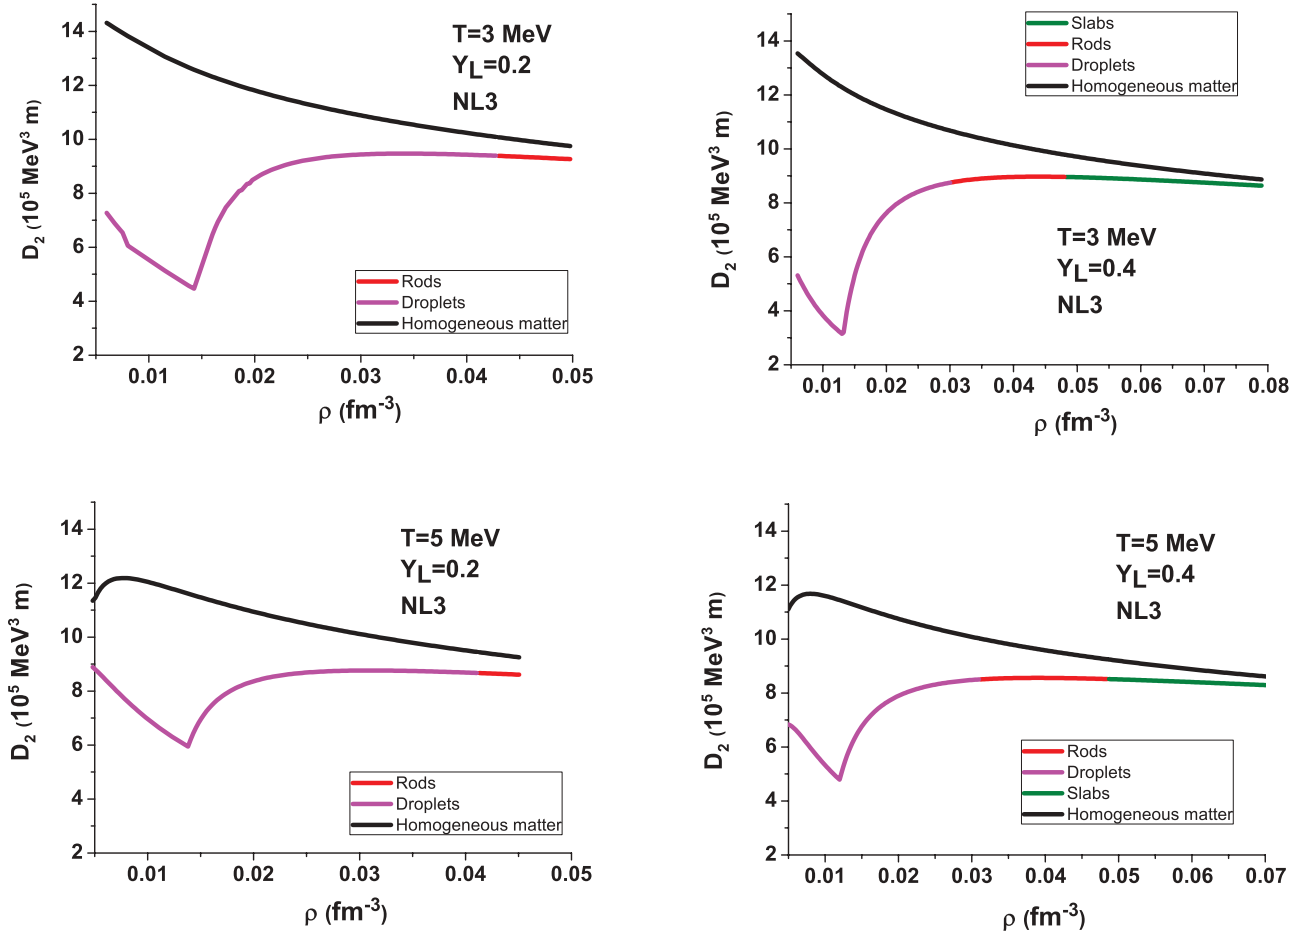 14
12
10
8
6
4
2
D2 (10^5 MeV^3 m)
T=3 MeV
YL=0.2
NL3
Rods
Droplets
Homogeneous matter
0.01 0.02 0.03 0.04 0.05
ρ (fm^-3)
14
12
10
8
6
4
2
D2 (10^5 MeV^3 m)
Slabs
Rods
Droplets
Homogeneous matter
T=3 MeV
YL=0.4
NL3
0.01 0.02 0.03 0.04 0.05 0.06 0.07 0.08
ρ (fm^-3)
14
12
10
8
6
4
2
D2 (10^5 MeV^3 m)
T=5 MeV
YL=0.2
NL3
Rods
Droplets
Homogeneous matter
0.01 0.02 0.03 0.04 0.05
ρ (fm^-3)
14
12
10
8
6
4
2
D2 (10^5 MeV^3 m)
T=5 MeV
YL=0.4
NL3
Rods
Droplets
Slabs
Homogeneous matter
0.01 0.02 0.03 0.04 0.05 0.06 0.07
ρ (fm^-3)